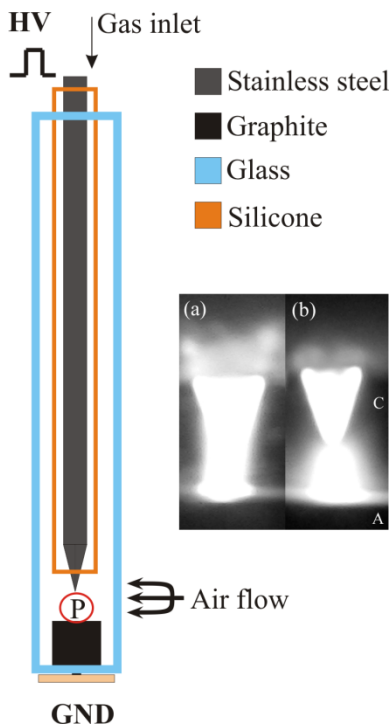 HV
Gas inlet
Stainless steel
Graphite
Glass
Silicone
(a)
(b)
C
A
P
Air flow
GND